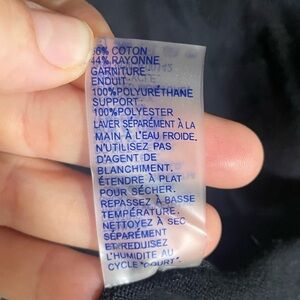 56% COTON
44% RAYONNE
GARNITURE
ENDUIT
100%POLYURÉTHANE
SUPPORT:
100%POLYESTER
LAVER SÉPARÉMENT À LA
MAIN À L'EAU FROIDE.
N'UTILISEZ PAS
D'AGENT DE
BLANCHIMENT.
ÉTENDRE À PLAT
POUR SÉCHER.
REPASSEZ À BASSE
TEMPÉRATURE.
NETTOYEZ À SEC
SÉPARÉMENT
ET RÉDUISEZ
L'HUMIDITÉ AU
CYCLE "COURT".